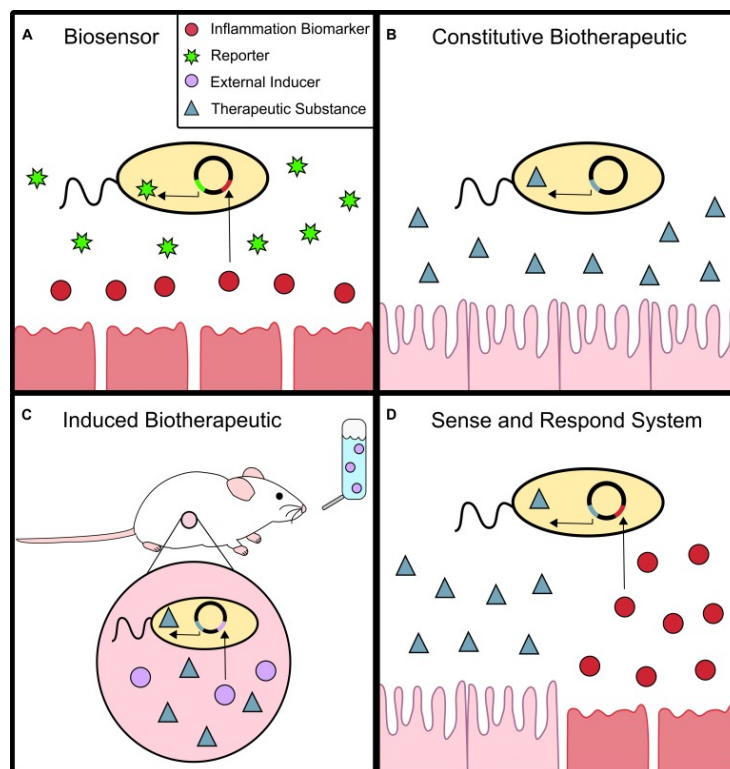 A Biosensor
Inflammation Biomarker
Reporter
External Inducer
Therapeutic Substance
B Constitutive Biotherapeutic
C Induced Biotherapeutic
D Sense and Respond System